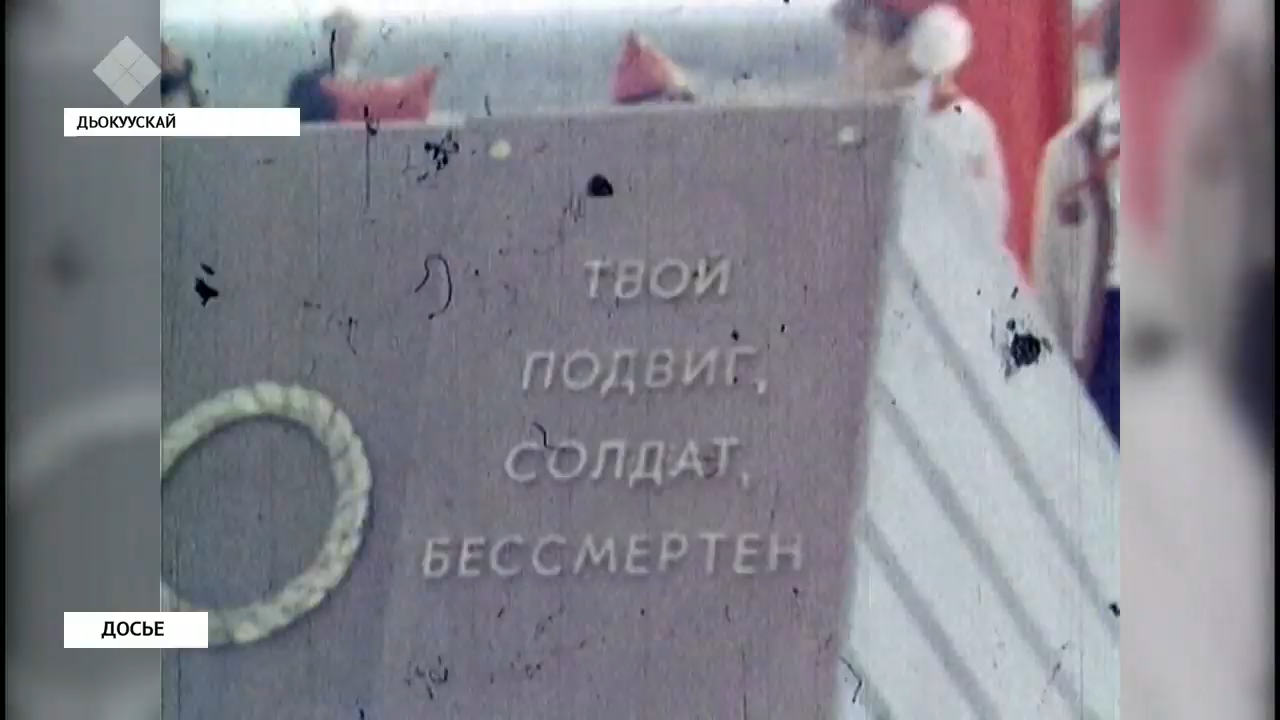 ДЬОКУУСКАЙ
ТВОЙ
ПОДВИГ,
СОЛДАТ,
БЕССМЕРТЕН
ДОСЬЕ